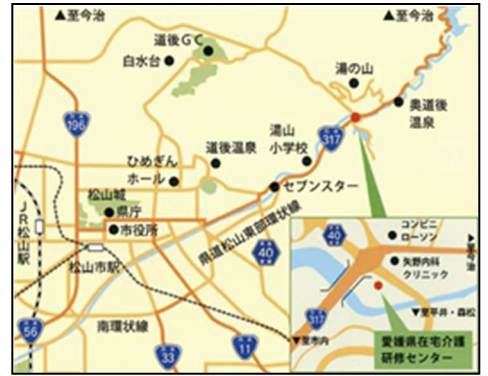 ▲至今治
▲至今治
道後GC
白水台
湯の山
奥道後
温泉
196
317
湯山
小学校
道後温泉
ひめぎん
ホール
セブンスター
松山城
県庁
市役所
JR松山駅
松山市駅
県道松山東部環状線
40
南環状線
56
33
11
40
コンビニ
ローソン
矢野内科
クリニック
▲至今治
▼至平井・森松
317
▼至市内
愛媛県在宅介護
研修センター